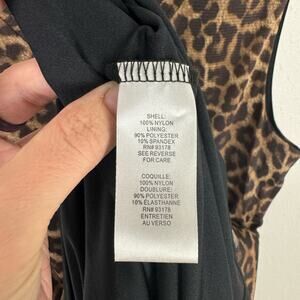 SHELL:
100% NYLON
LINING:
90% POLYESTER
10% SPANDEX
RN# 93178
SEE REVERSE
FOR CARE
COQUILLE:
100% NYLON
DOUBLURE:
90% POLYESTER
10% ÉLASTHANNE
RN# 93178
ENTRETIEN
AU VERSO